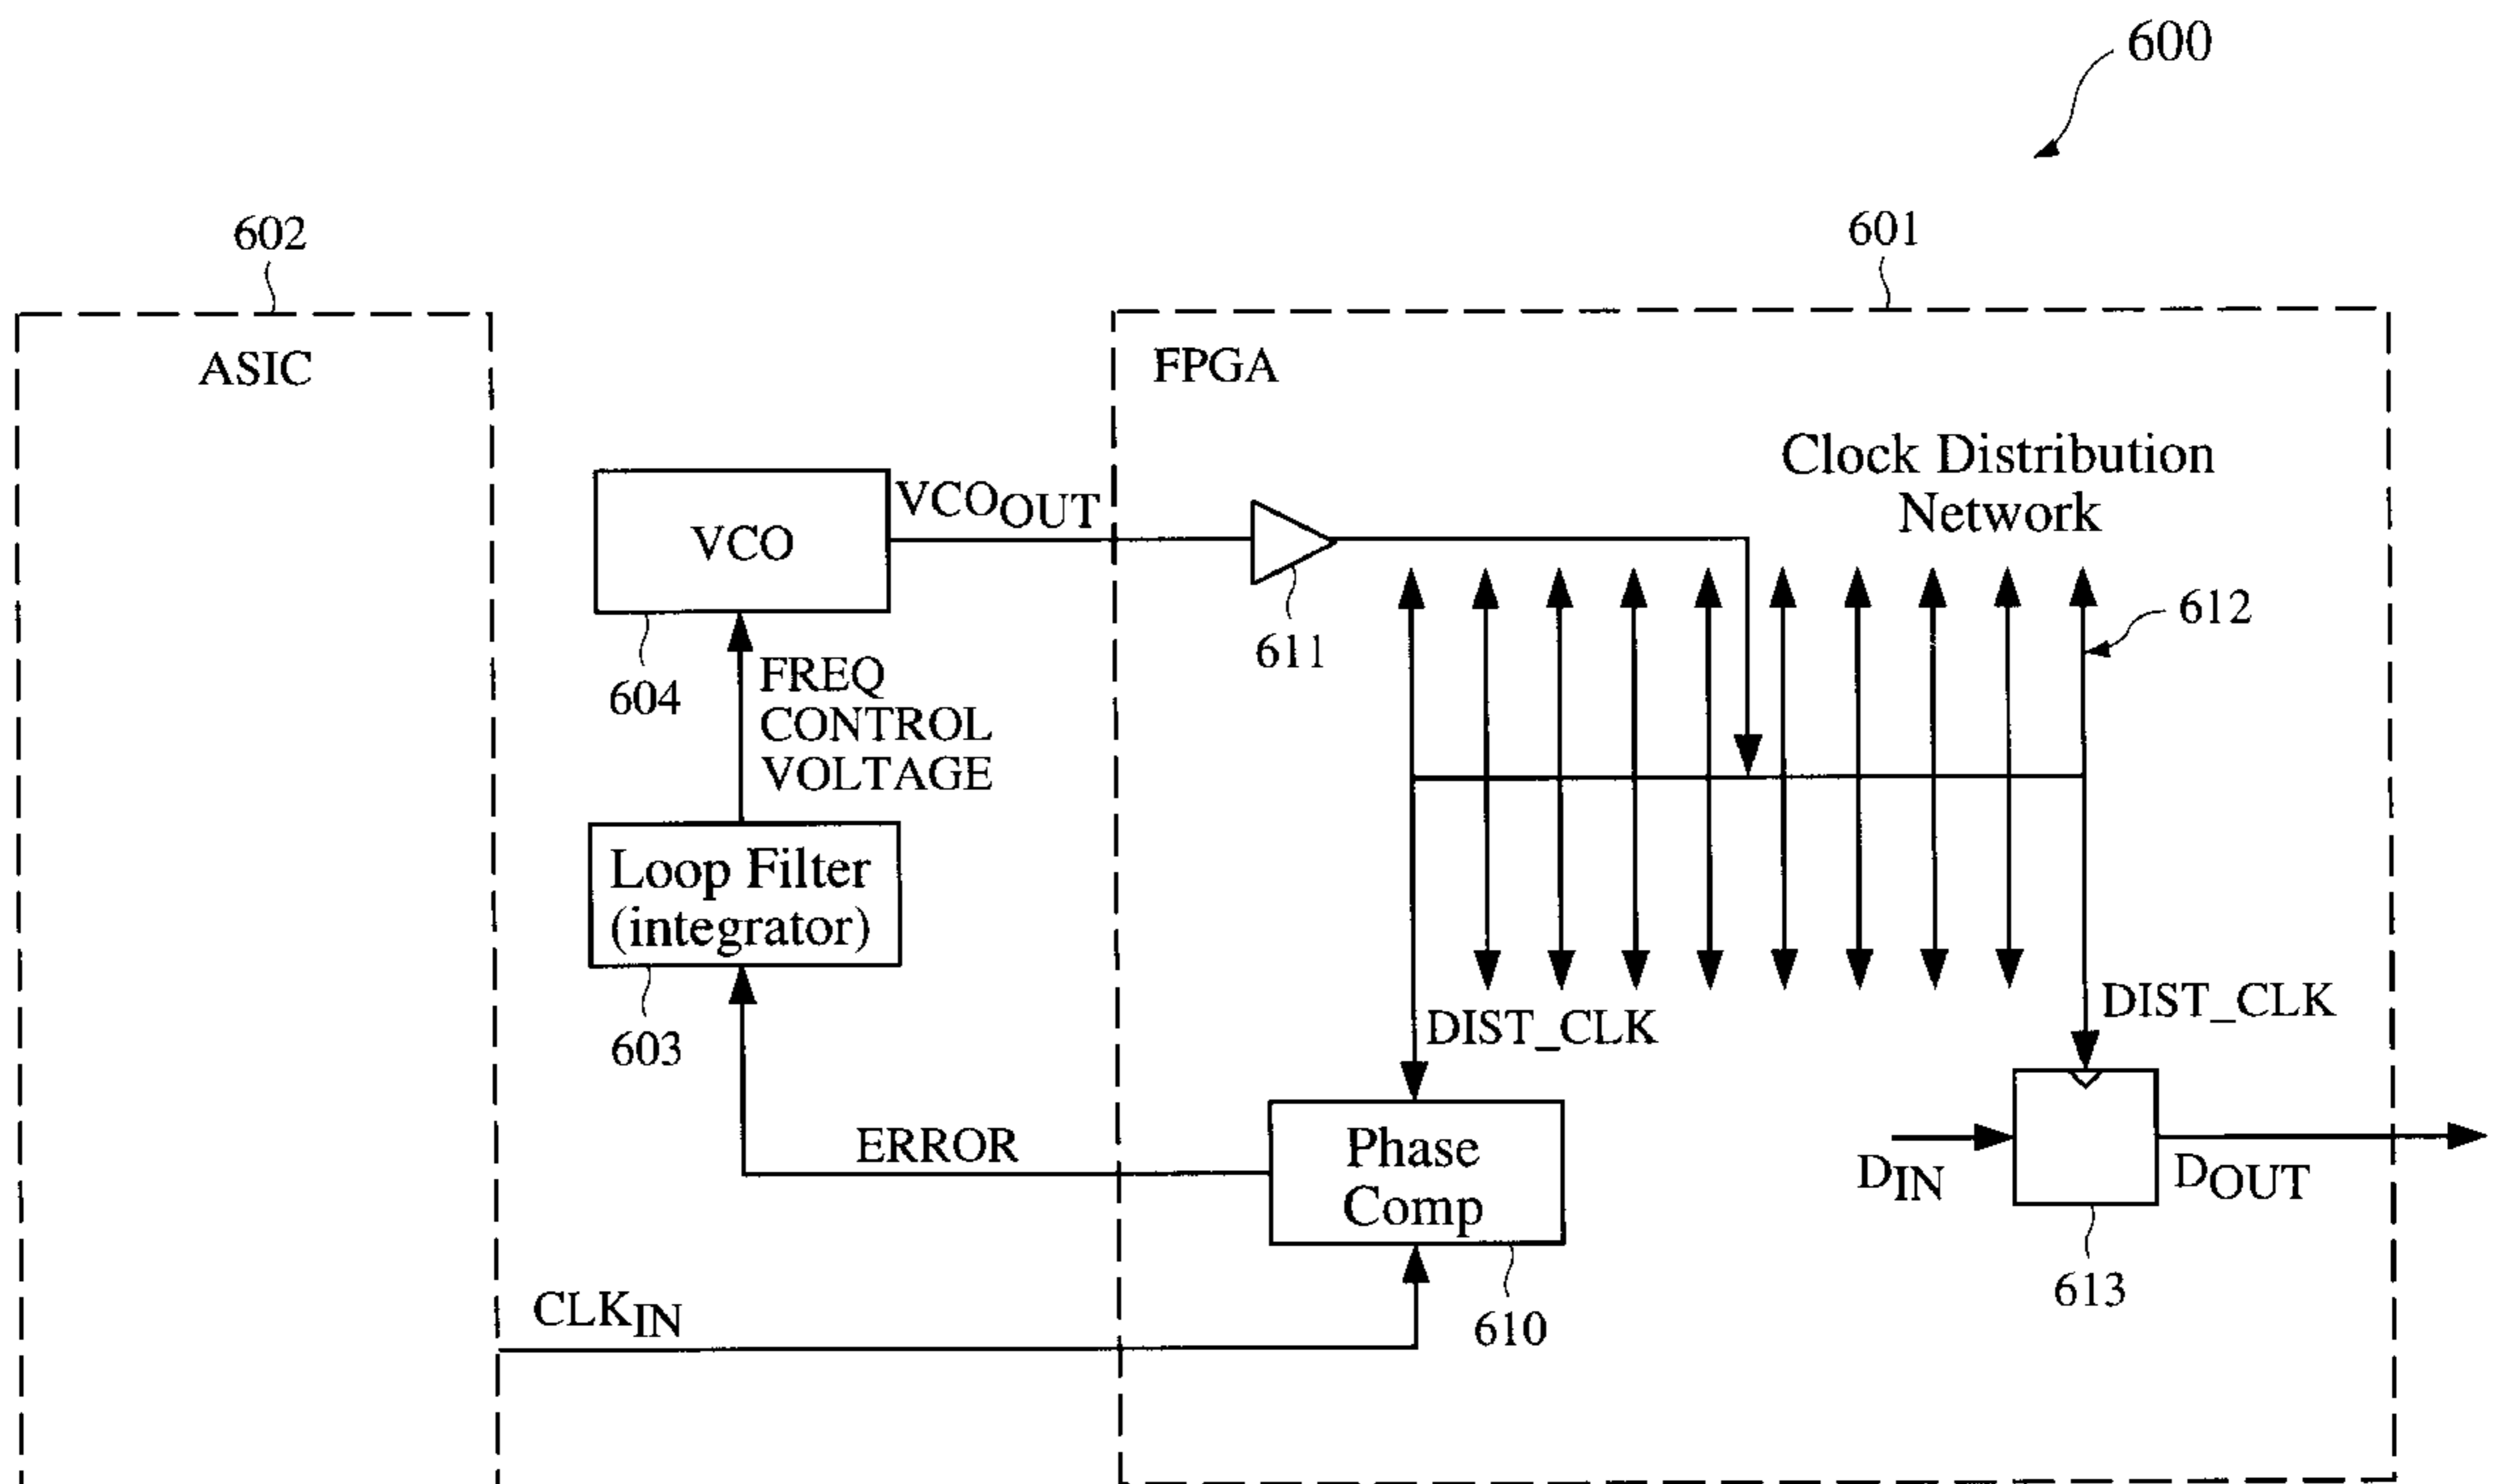 600
602
601
ASIC
FPGA
Clock Distribution
Network
VCO
VCOOUT
611
612
604
FREQ
CONTROL
VOLTAGE
Loop Filter
(integrator)
603
DIST_CLK
DIST_CLK
ERROR
Phase
Comp
DIN
DOUT
613
CLKIN
610